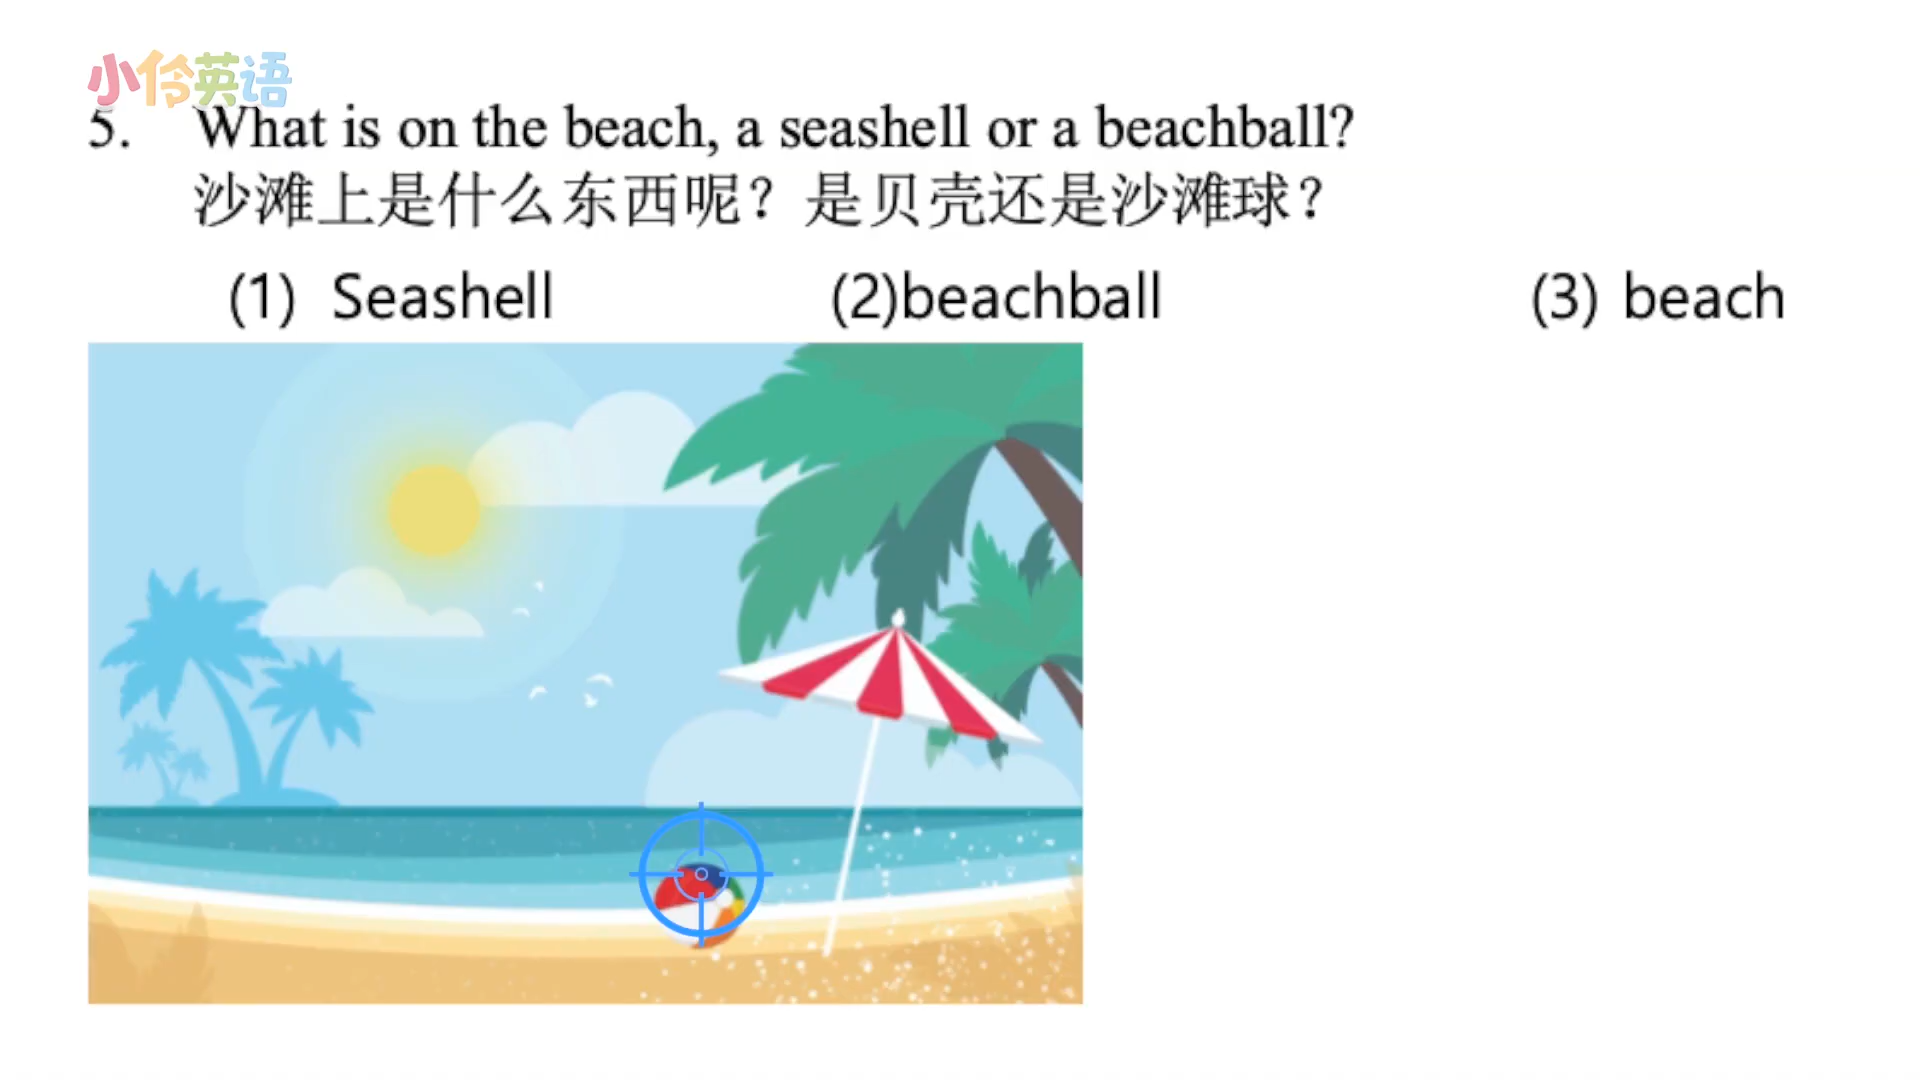 小伶英语
5. What is on the beach, a seashell or a beachball?
沙滩上是什么东西呢？是贝壳还是沙滩球？
(1) Seashell (2)beachball (3) beach